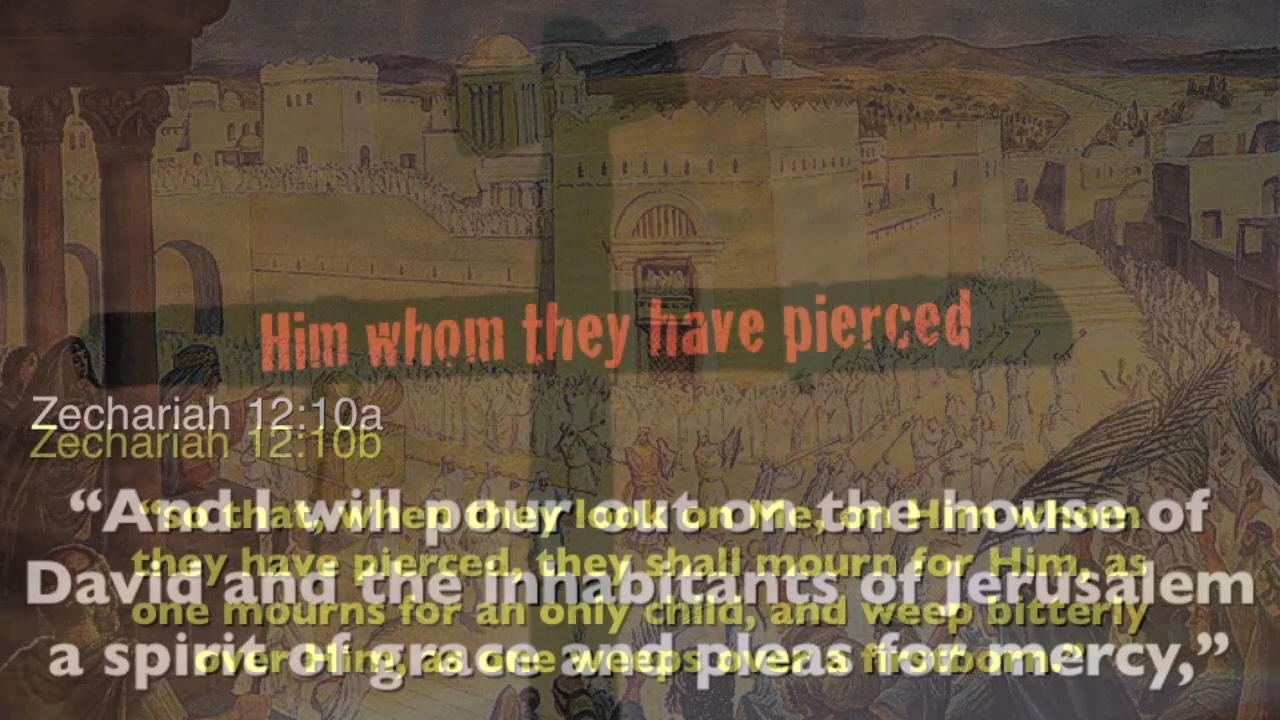 Him whom they have pierced
Zechariah 12:10a
Zechariah 12:10b
“And I will pour out on the house of
David and the inhabitants of Jerusalem
a spirit of grace and pleas for mercy,”
“so that, when they look on Me, on Him whom
they have pierced, they shall mourn for Him, as
one mourns for an only child, and weep bitterly
over Him, as one weeps over a firstborn.”